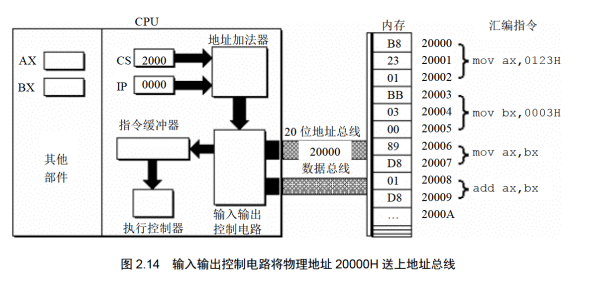 CPU
内存
汇编指令
地址加法器
AX
BX
CS 2000
IP 0000
指令缓冲器
其他
部件
执行控制器
输入输出
控制电路
20 位地址总线
20000
数据总线
B8 20000
23 20001 mov ax,0123H
01 20002
BB 20003
03 20004 mov bx,0003H
00 20005
89 20006
mov ax,bx
D8 20007
01 20008
add ax,bx
D8 20009
… 2000A
图 2.14 输入输出控制电路将物理地址 20000H 送上地址总线